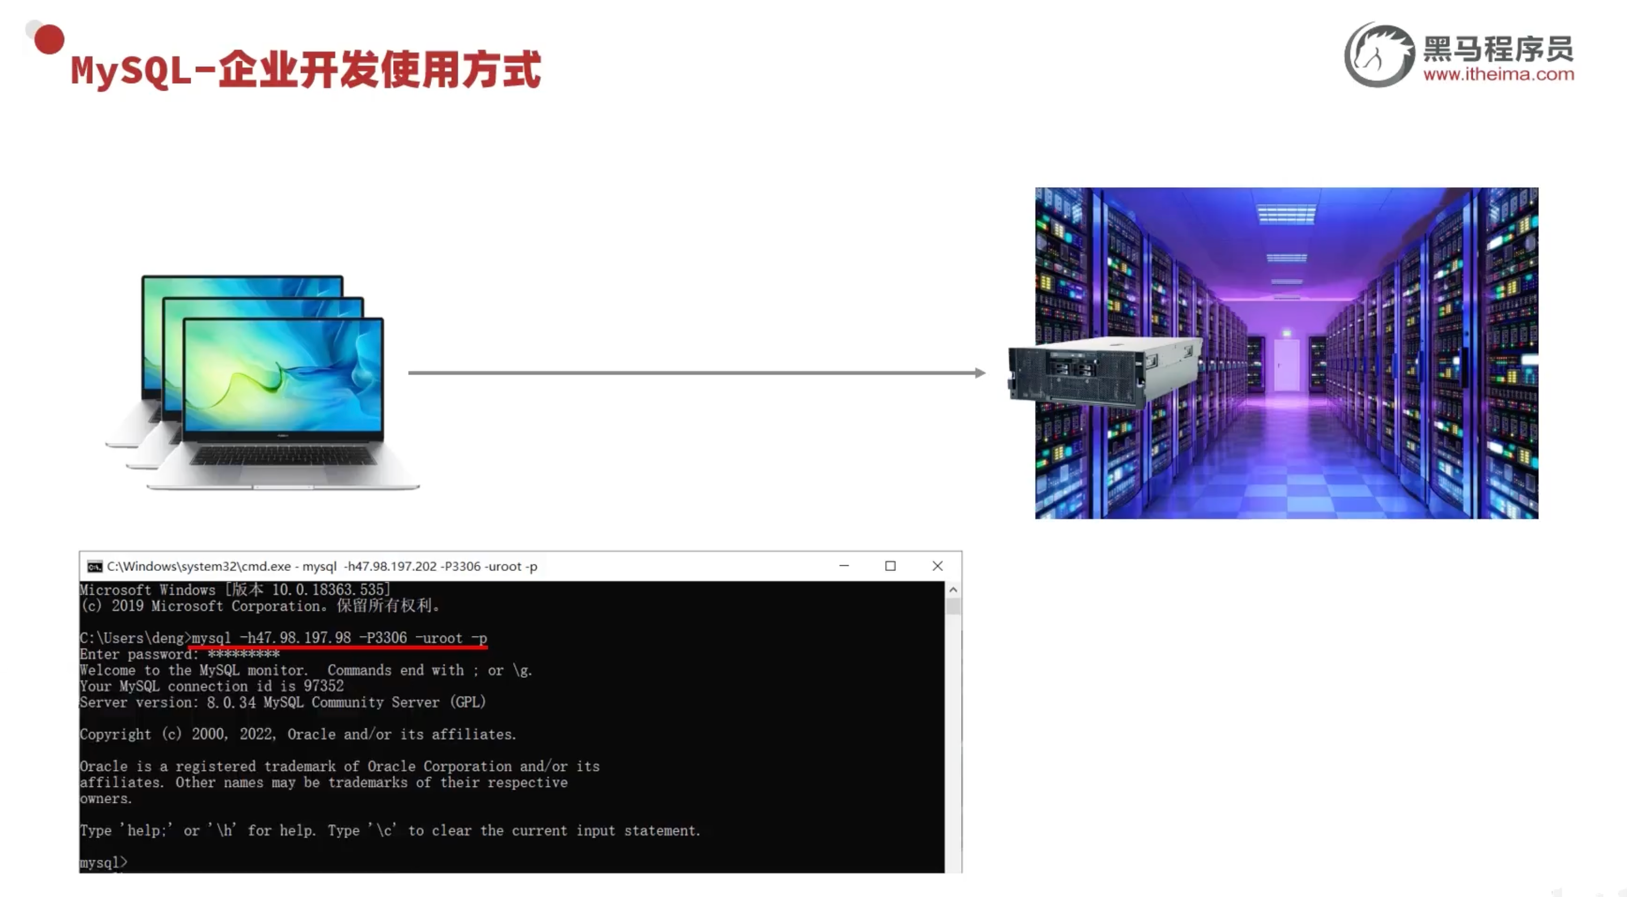 MySQL-企业开发使用方式
黑马程序员
www.itheima.com
C:\Windows\system32\cmd.exe - mysql  -h47.98.197.202 -P3306 -uroot -p
Microsoft Windows [版本 10.0.18363.535]
(c) 2019 Microsoft Corporation。保留所有权利。
C:\Users\deng>mysql -h47.98.197.98 -P3306 -uroot -p
Enter password: *********
Welcome to the MySQL monitor.  Commands end with ; or \g.
Your MySQL connection id is 97352
Server version: 8.0.34 MySQL Community Server (GPL)
Copyright (c) 2000, 2022, Oracle and/or its affiliates.
Oracle is a registered trademark of Oracle Corporation and/or its
affiliates. Other names may be trademarks of their respective
owners.
Type 'help;' or '\h' for help. Type '\c' to clear the current input statement.
mysql>